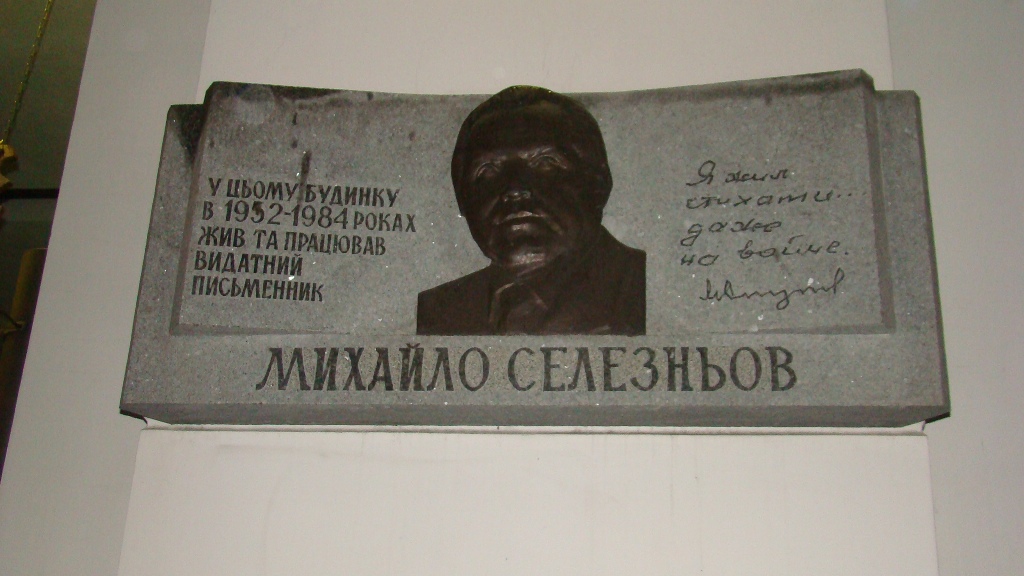 У ЦЬОМУ БУДИНКУ
В 1952-1984 РОКАХ
ЖИВ ТА ПРАЦЮВАВ
ВИДАТНИЙ
ПИСЬМЕННИК
Я жил
стихами...
даже
на войне.
МИХАЙЛО СЕЛЕЗНЬОВ